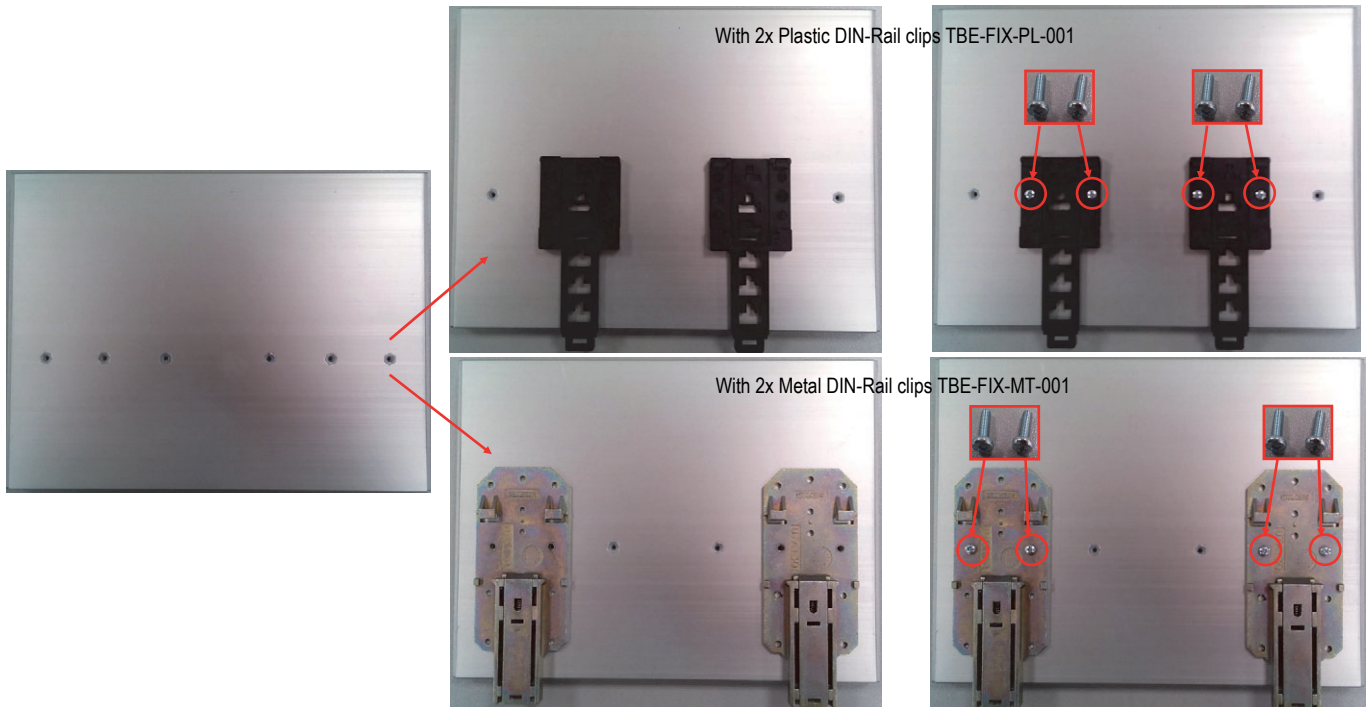 With 2x Plastic DIN-Rail clips TBE-FIX-PL-001
With 2x Metal DIN-Rail clips TBE-FIX-MT-001